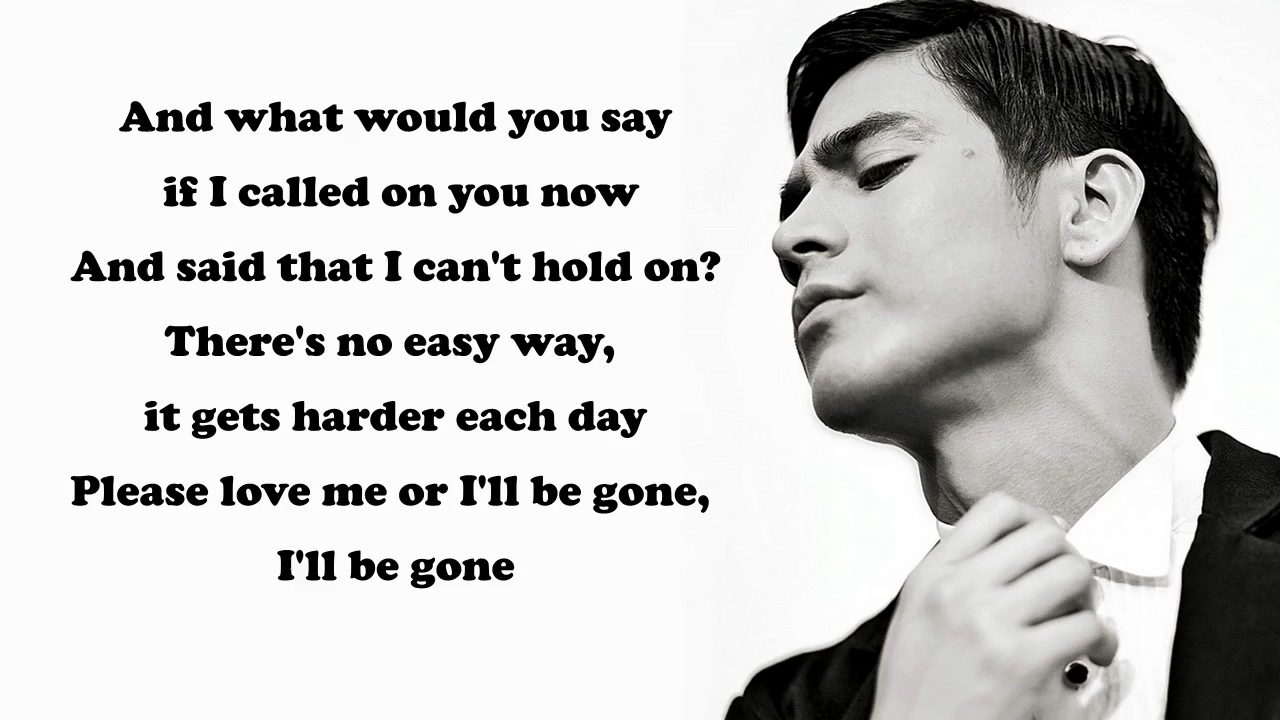 And what would you say
if I called on you now
And said that I can't hold on?
There's no easy way,
it gets harder each day
Please love me or I'll be gone,
I'll be gone